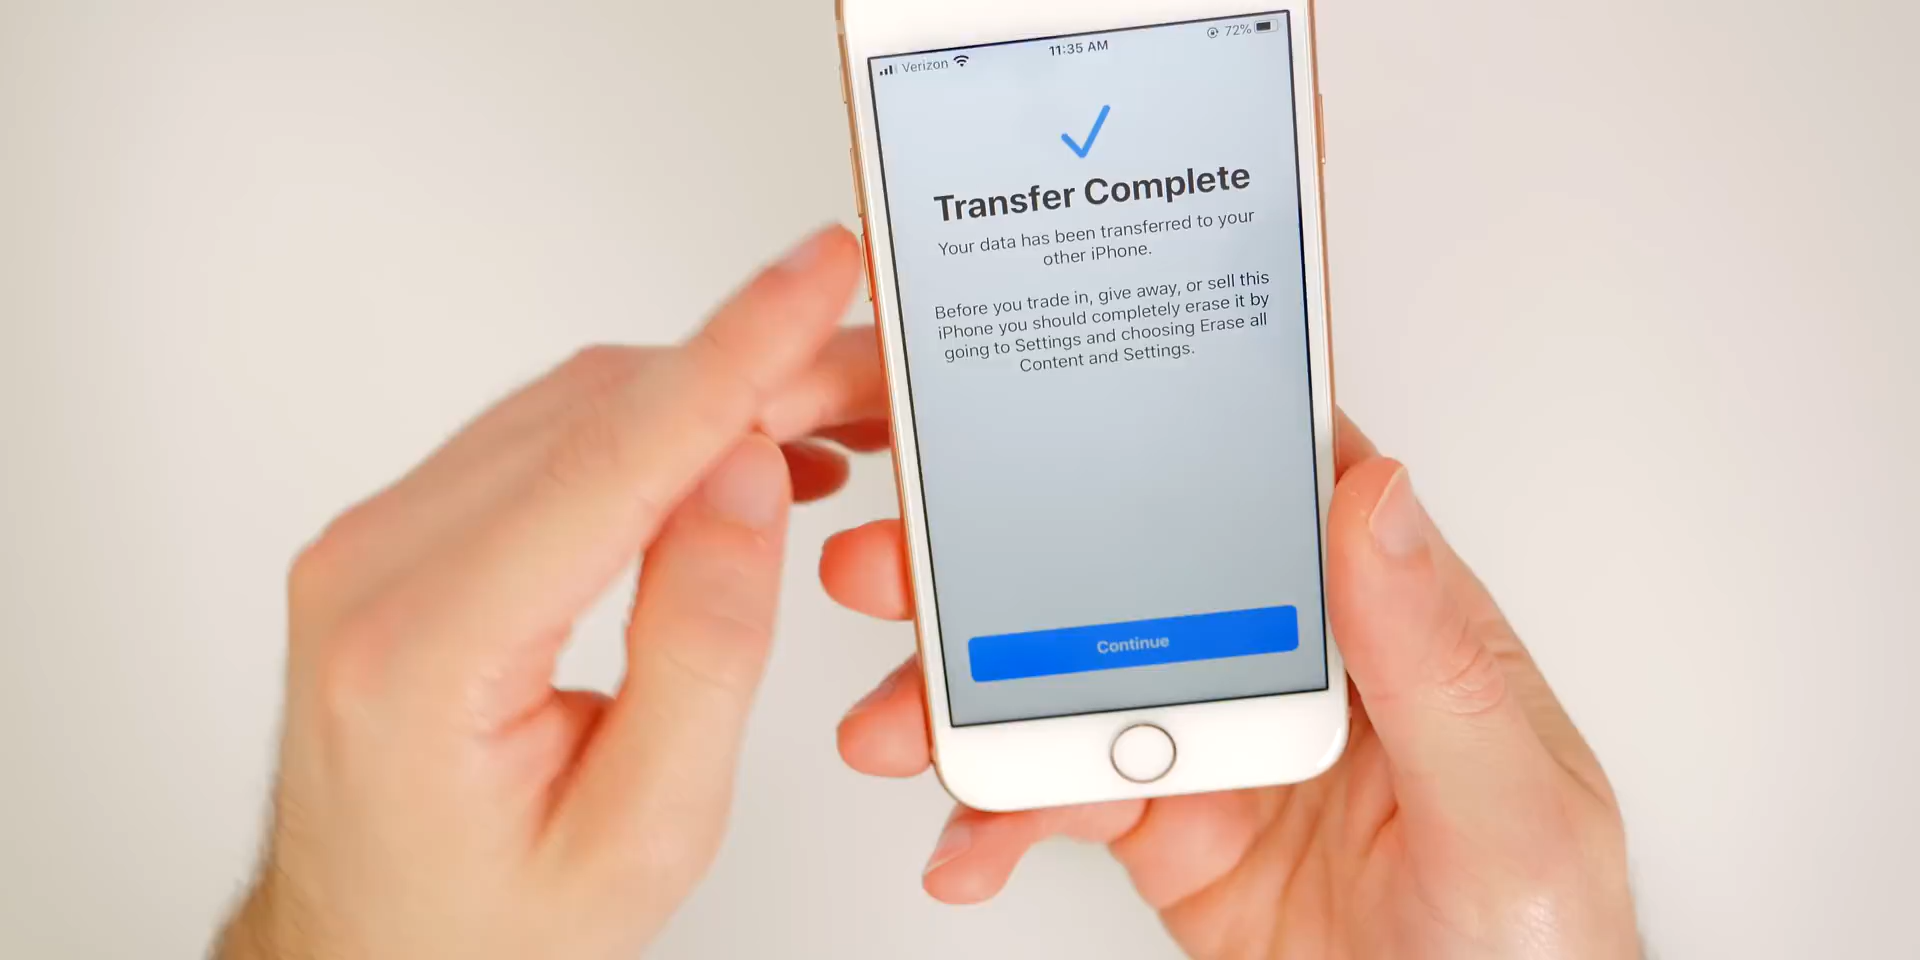 Verizon 11:35 AM 72%
Transfer Complete
Your data has been transferred to your
other iPhone.
Before you trade in, give away, or sell this
iPhone you should completely erase it by
going to Settings and choosing Erase all
Content and Settings.
Continue